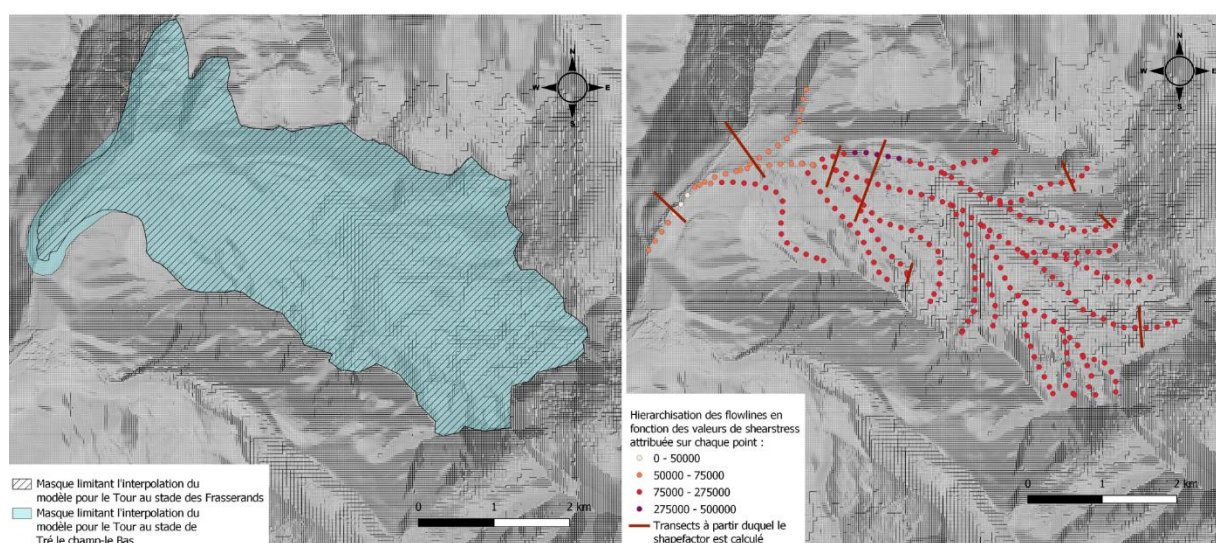 N
W E
S
Masque limitant l'interpolation du
modèle pour le Tour au stade des Frasserands
Masque limitant l'interpolation du
modèle pour le Tour au stade de
Tré le champ-le Bas
0 1 2 km
N
W E
S
Hierarchisation des flowlines en
fonction des valeurs de shearstress
attribuée sur chaque point :
0 - 50000
50000 - 75000
75000 - 275000
275000 - 500000
Transects à partir duquel le
shapefactor est calculé
0 1 2 km